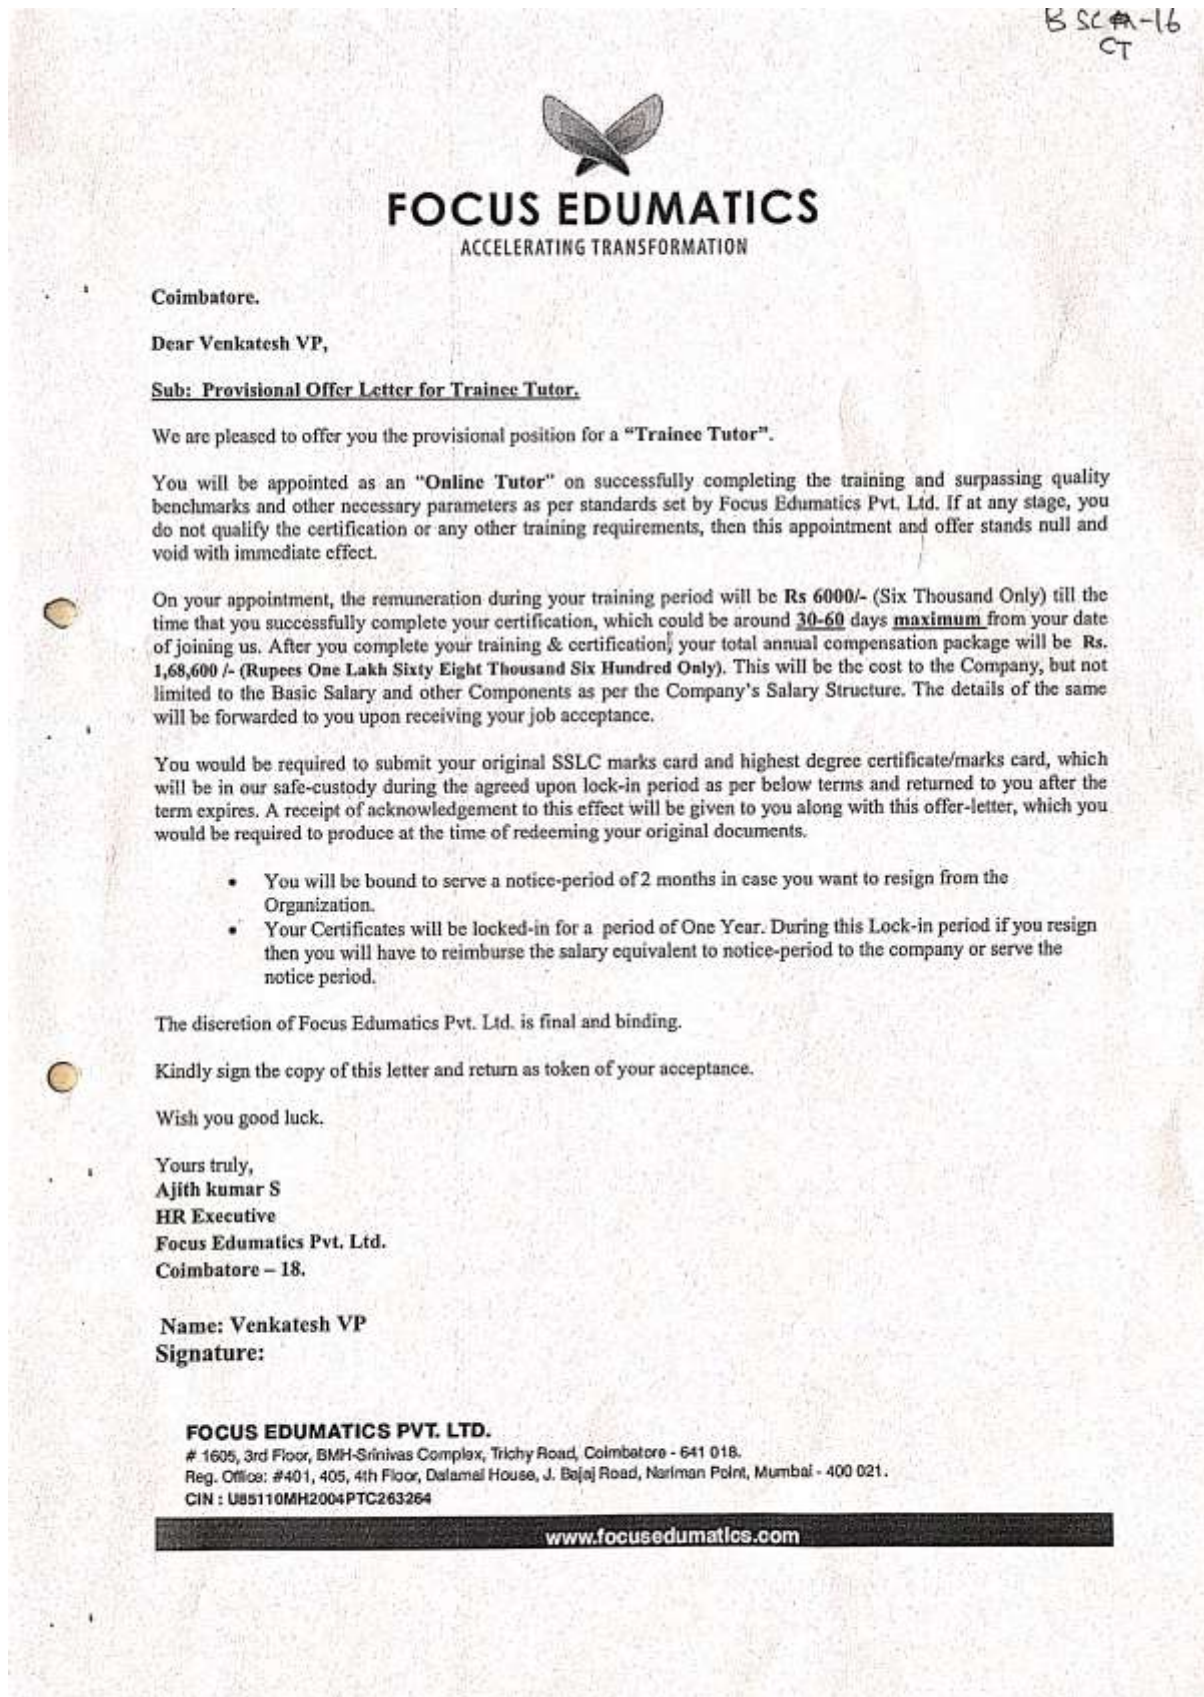 CT
FOCUS EDUMATICS
ACCELERATING TRANSFORMATION
Coimbatore.
Dear Venkatesh VP,
Sub: Provisional Offer Letter for Trainee Tutor.
We are pleased to offer you the provisional position for a “Trainee Tutor”.
You will be appointed as an “Online Tutor” on successfully completing the training and surpassing quality
benchmarks and other necessary parameters as per standards set by Focus Edumatics Pvt. Ltd. If at any stage, you
do not qualify the certification or any other training requirements, then this appointment and offer stands null and
void with immediate effect.
On your appointment, the remuneration during your training period will be Rs 6000/- (Six Thousand Only) till the
time that you successfully complete your certification, which could be around 30-60 days maximum from your date
of joining us. After you complete your training & certification, your total annual compensation package will be Rs.
1,68,600 /- (Rupees One Lakh Sixty Eight Thousand Six Hundred Only). This will be the cost to the Company, but not
limited to the Basic Salary and other Components as per the Company's Salary Structure. The details of the same
will be forwarded to you upon receiving your job acceptance.
You would be required to submit your original SSLC marks card and highest degree certificate/marks card, which
will be in our safe-custody during the agreed upon lock-in period as per below terms and returned to you after the
term expires. A receipt of acknowledgement to this effect will be given to you along with this offer-letter, which you
would be required to produce at the time of redeeming your original documents.
• You will be bound to serve a notice-period of 2 months in case you want to resign from the
Organization.
• Your Certificates will be locked-in for a period of One Year. During this Lock-in period if you resign
then you will have to reimburse the salary equivalent to notice-period to the company or serve the
notice period.
The discretion of Focus Edumatics Pvt. Ltd. is final and binding.
Kindly sign the copy of this letter and return as token of your acceptance.
Wish you good luck.
Yours truly,
Ajith kumar S
HR Executive
Focus Edumatics Pvt. Ltd.
Coimbatore – 18.
Name: Venkatesh VP
Signature:
FOCUS EDUMATICS PVT. LTD.
# 1605, 3rd Floor, BMH-Srinivas Complex, Trichy Road, Coimbatore - 641 018.
Reg. Office: #401, 405, 4th Floor, Dalamal House, J. Bajaj Road, Nariman Point, Mumbai - 400 021.
CIN : U85110MH2004PTC263264
www.focusedumatics.com